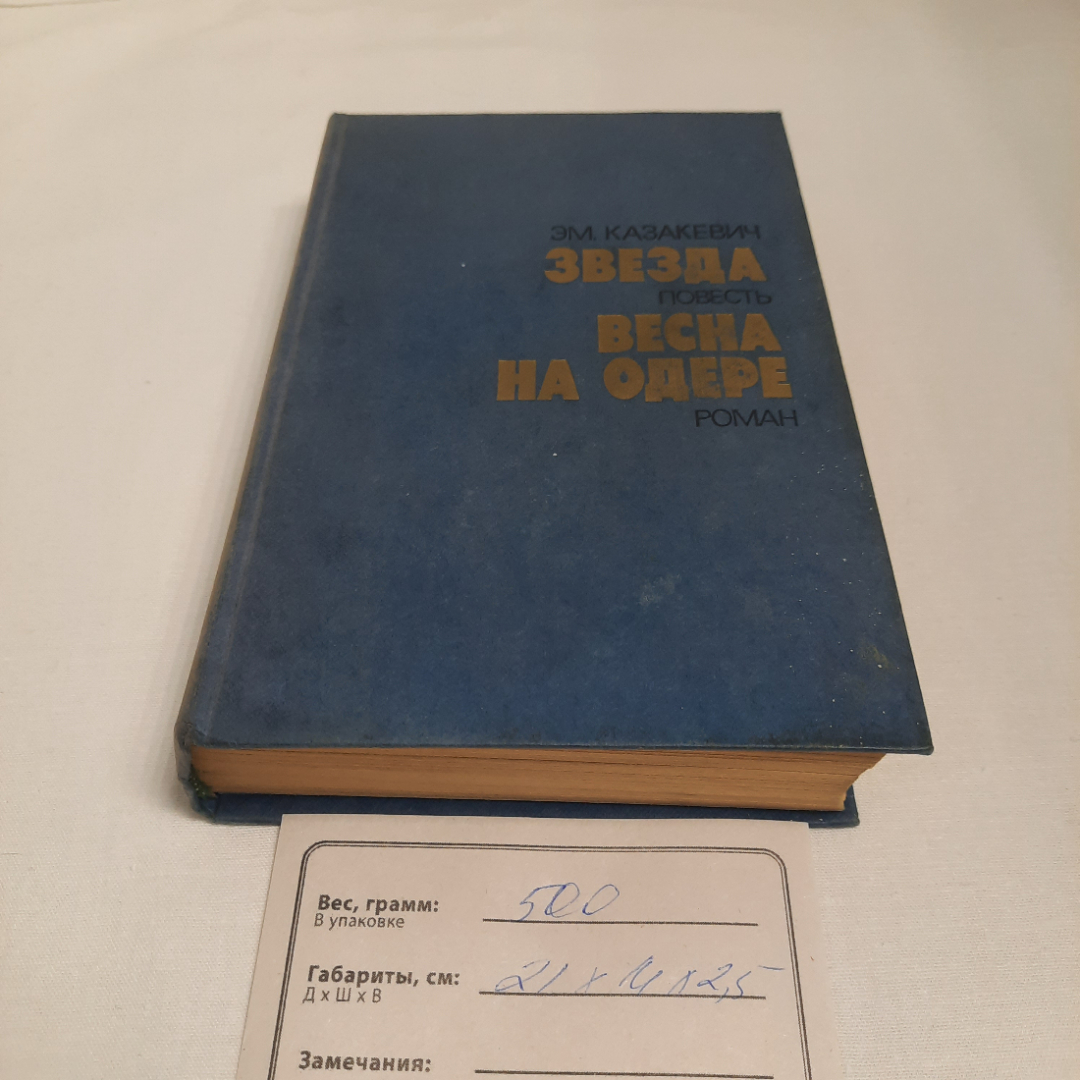 ЭМ. КАЗАКЕВИЧ
ЗВЕЗДА
ПОВЕСТЬ
ВЕСНА
НА ОДЕРЕ
РОМАН
Вес, грамм: 500
В упаковке
Габариты, см: 21 x 14 x 2,5
Д x Ш x В
Замечания: